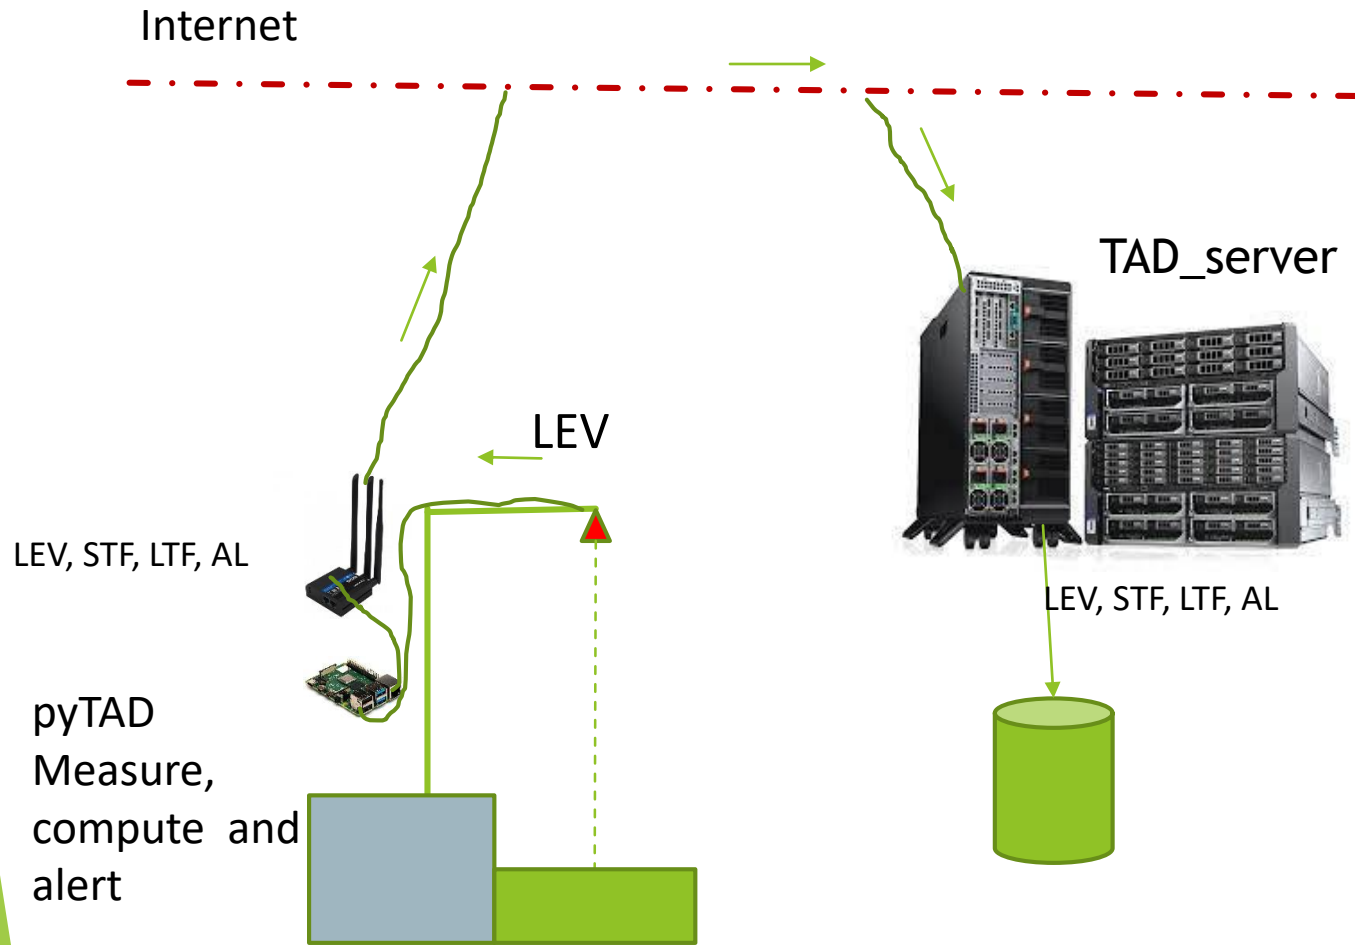 Internet
TAD_server
LEV
LEV, STF, LTF, AL
LEV, STF, LTF, AL
pyTAD
Measure,
compute and
alert